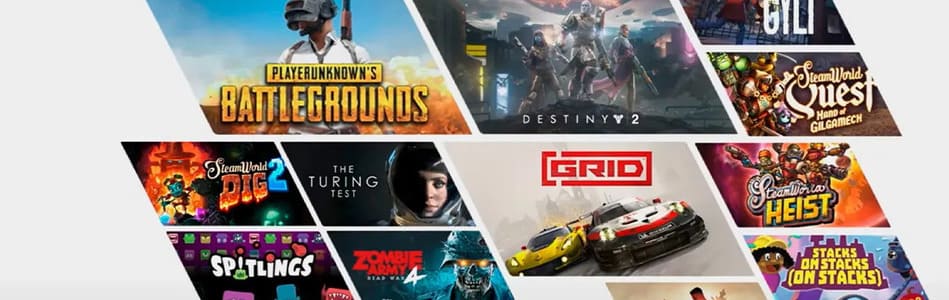 GYLT
PLAYERUNKNOWN'S
BATTLEGROUNDS
DESTINY 2
SteamWorld
Quest
HAND OF
GILGAMECH
SteamWorld
DIG 2
THE
TURING
TEST
GRID
SteamWorld
HEIST
SPITLINGS
ZOMBIE
ARMY 4
DEAD WAR
STACKS
ON STACKS
(ON STACKS)